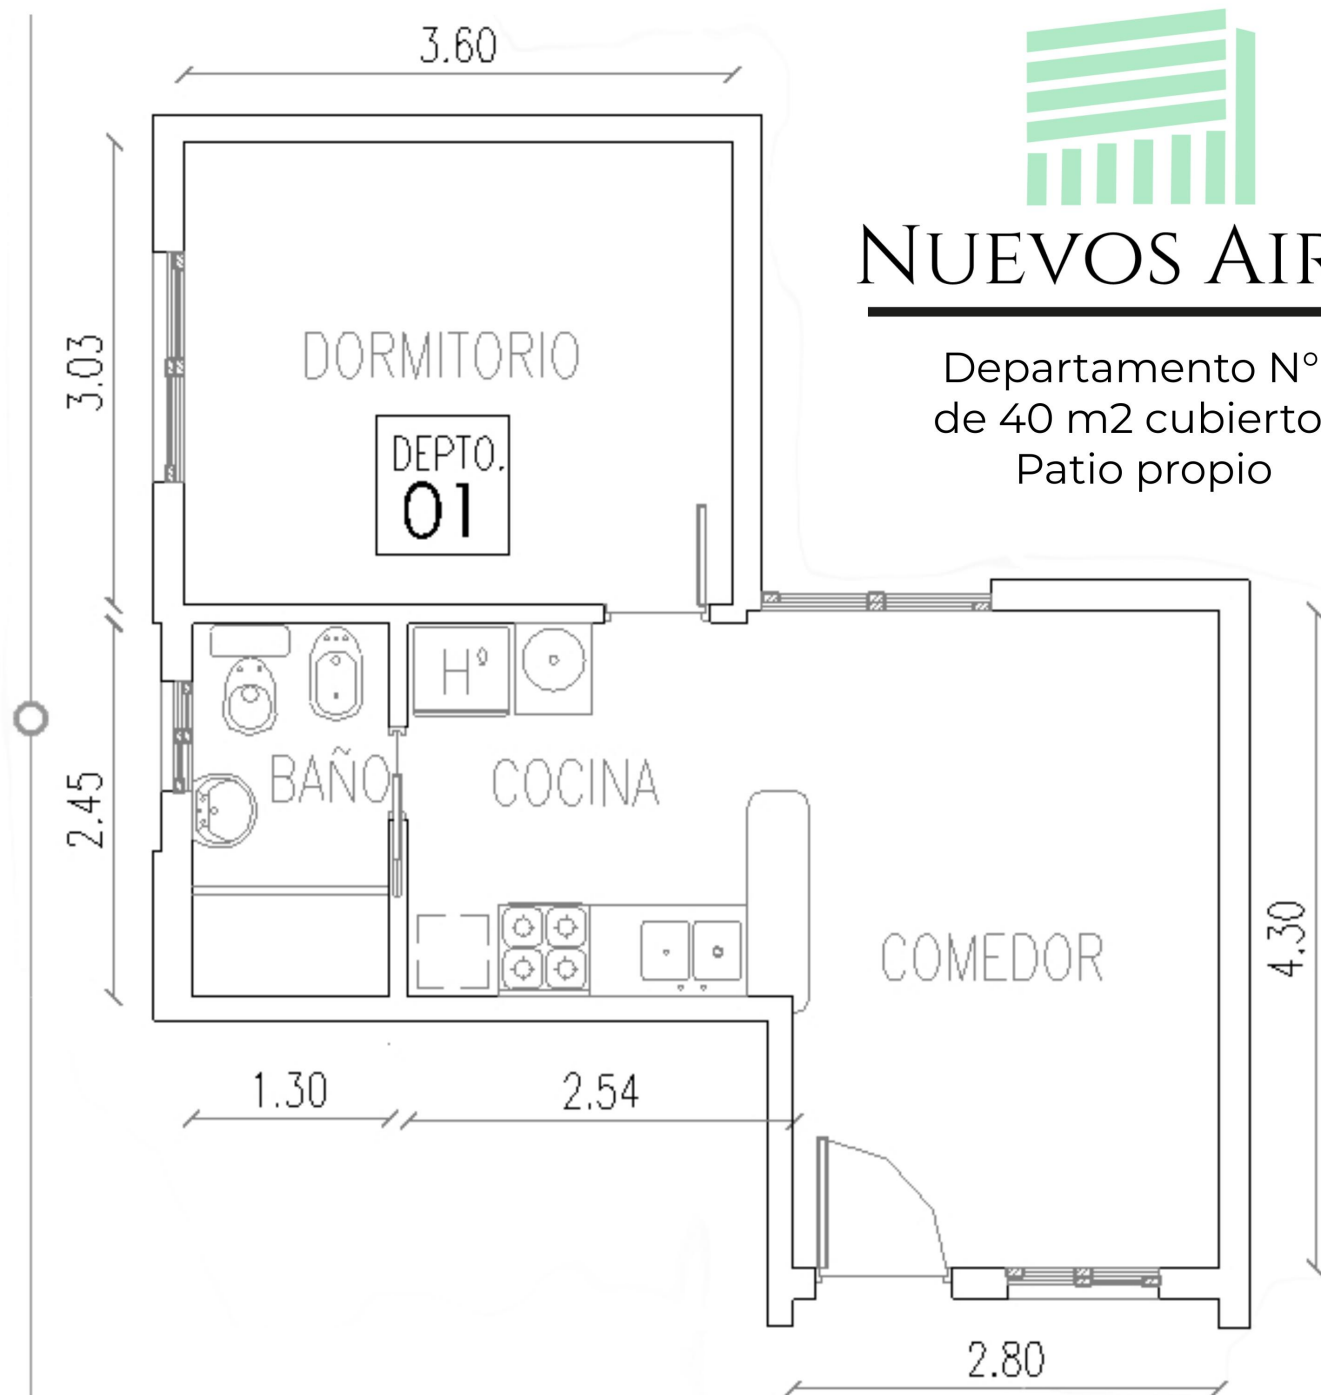 3.60
NUEVOS AIR
Departamento N°
de 40 m2 cubierto
Patio propio
3.03
DORMITORIO
DEPTO.
01
H°
BAÑO
COCINA
2.45
COMEDOR
4.30
1.30
2.54
2.80